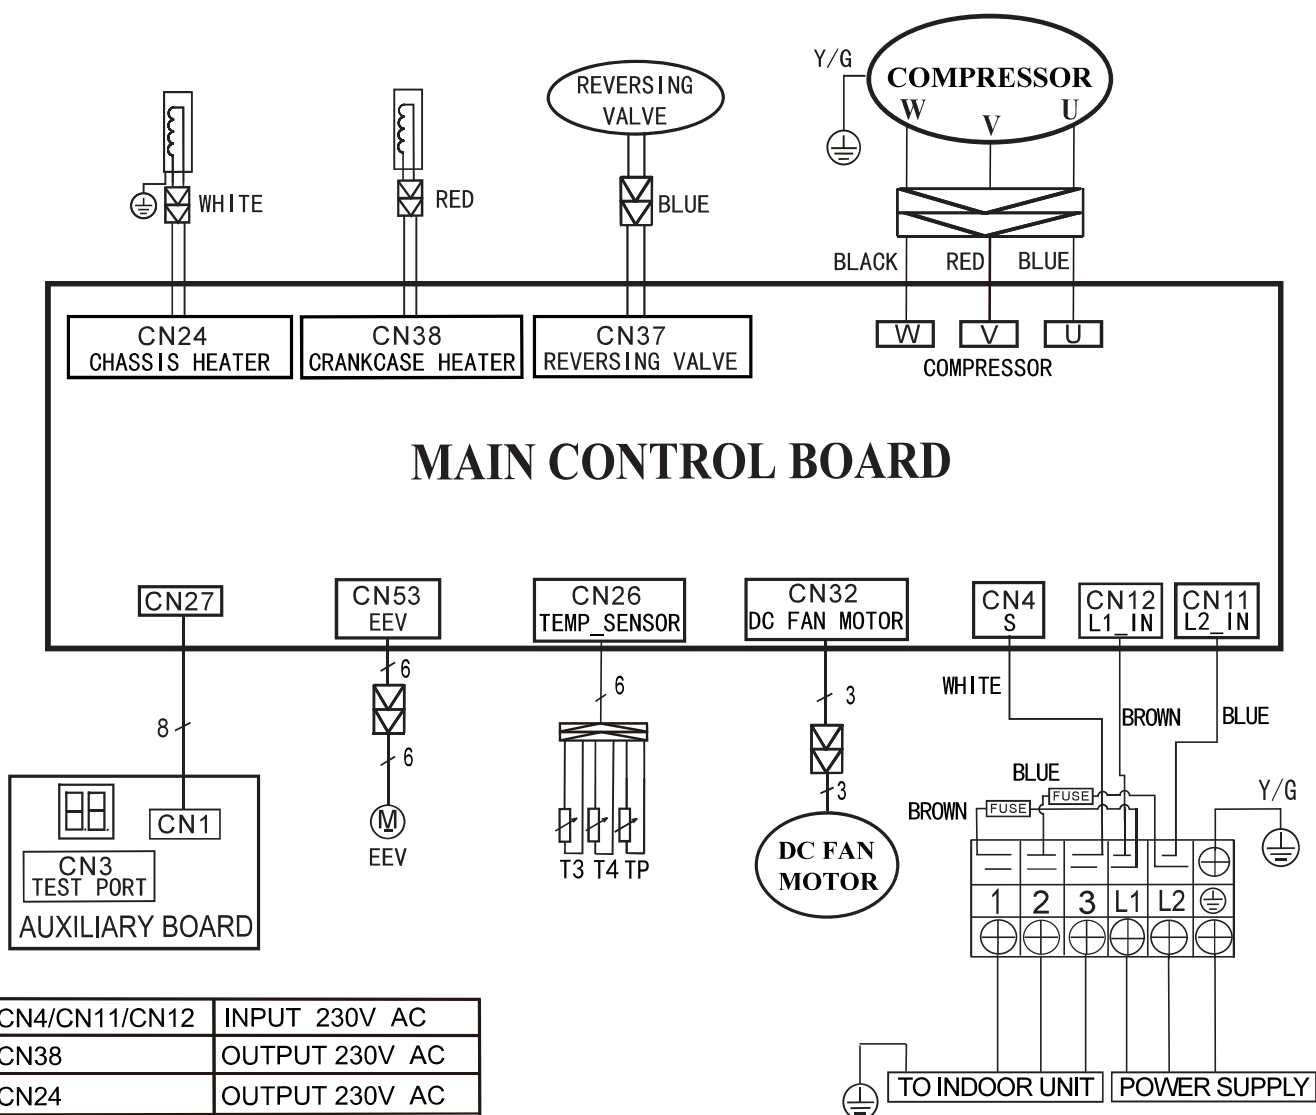 Y/G
COMPRESSOR
W V U
REVERSING
VALVE
WHITE
RED
BLUE
BLACK RED BLUE
CN24
CHASSIS HEATER
CN38
CRANKCASE HEATER
CN37
REVERSING VALVE
W V U
COMPRESSOR
MAIN CONTROL BOARD
CN27
CN53
EEV
CN26
TEMP_SENSOR
CN32
DC FAN MOTOR
CN4
S
CN12
L1_IN
CN11
L2_IN
8
6
6
6
3
3
WHITE
BROWN
BLUE
BLUE
BROWN
FUSE
FUSE
Y/G
CN1
CN3
TEST PORT
AUXILIARY BOARD
M
EEV
T3 T4 TP
DC FAN
MOTOR
1 2 3 L1 L2
TO INDOOR UNIT
POWER SUPPLY
CN4/CN11/CN12 INPUT 230V AC
CN38 OUTPUT 230V AC
CN24 OUTPUT 230V AC